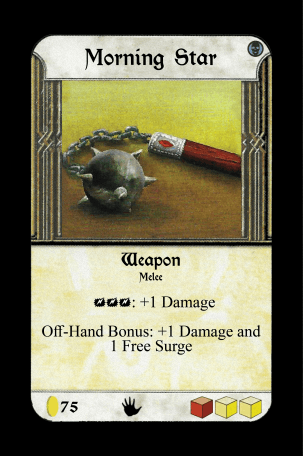 Morning Star
Weapon
Melee
: +1 Damage
Off-Hand Bonus: +1 Damage and
1 Free Surge
75